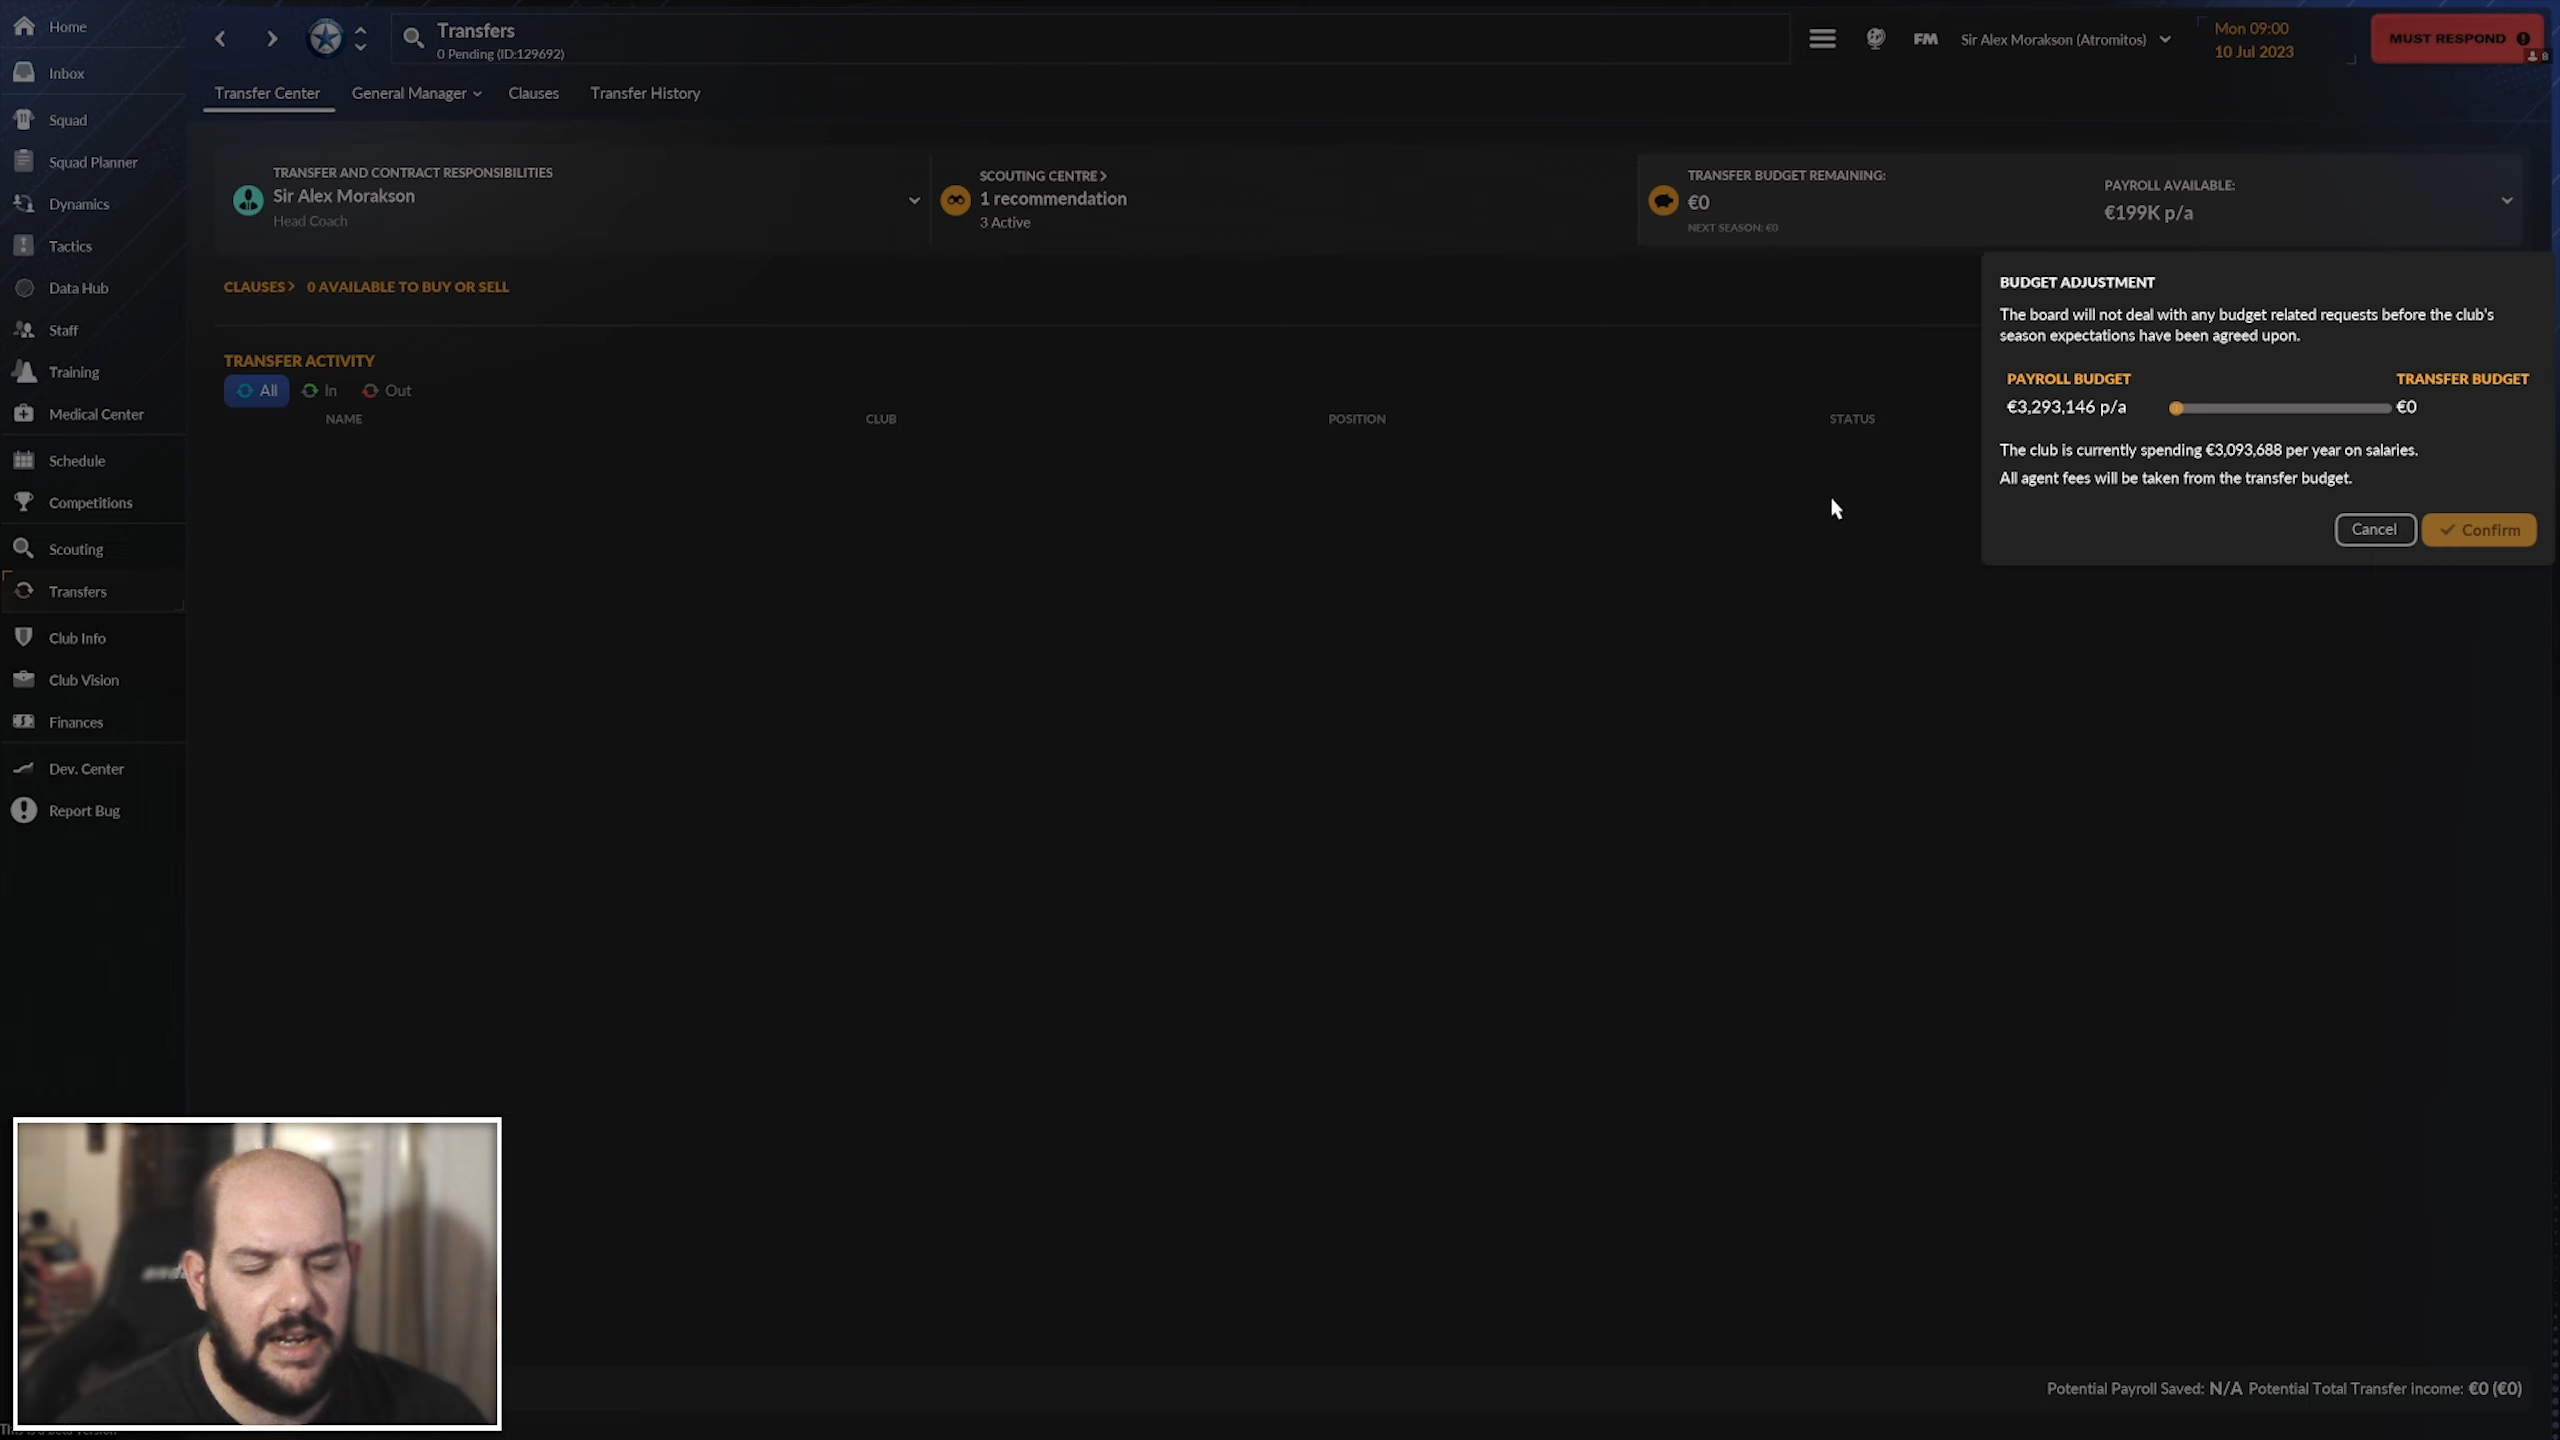 Home
Inbox
Squad
Squad Planner
Dynamics
Tactics
Data Hub
Staff
Training
Medical Center
Schedule
Competitions
Scouting
Transfers
Club Info
Club Vision
Finances
Dev. Center
Report Bug
Transfers
0 Pending (ID:129692)
FM
Sir Alex Morakson (Atromitos)
Mon 09:00
10 Jul 2023
MUST RESPOND
8
Transfer Center
General Manager
Clauses
Transfer History
TRANSFER AND CONTRACT RESPONSIBILITIES
Sir Alex Morakson
Head Coach
SCOUTING CENTRE >
1 recommendation
3 Active
TRANSFER BUDGET REMAINING:
€0
NEXT SEASON: €0
PAYROLL AVAILABLE:
€199K p/a
CLAUSES > 0 AVAILABLE TO BUY OR SELL
TRANSFER ACTIVITY
All In Out
NAME CLUB POSITION STATUS
BUDGET ADJUSTMENT
The board will not deal with any budget related requests before the club's
season expectations have been agreed upon.
PAYROLL BUDGET TRANSFER BUDGET
€3,293,146 p/a €0
The club is currently spending €3,093,688 per year on salaries.
All agent fees will be taken from the transfer budget.
Cancel Confirm
Potential Payroll Saved: N/A Potential Total Transfer income: €0 (€0)